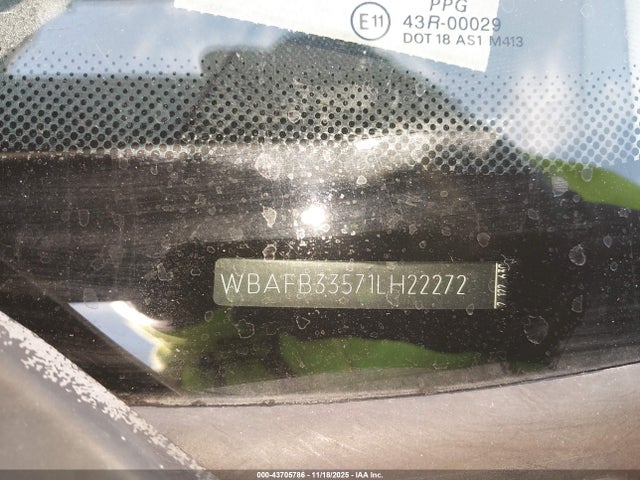 PPG
E11
43R-00029
DOT 18 AS1 M413
WBAFB33571LH22272
000-43705786 - 11/18/2025 - IAA Inc.